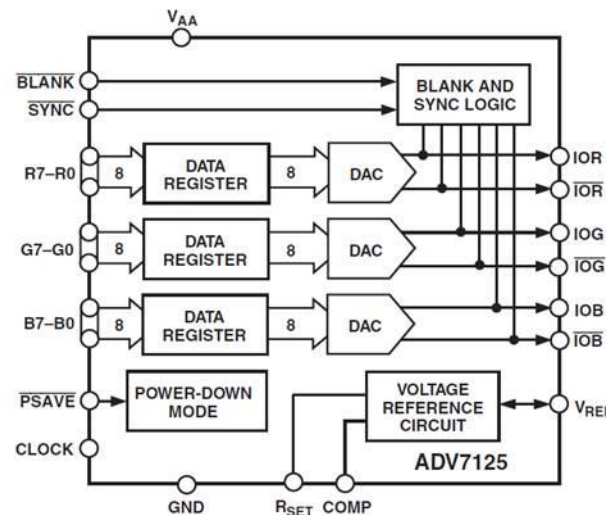 VAA
BLANK
SYNC
BLANK AND
SYNC LOGIC
R7–R0
8
DATA
REGISTER
8
DAC
IOR
IOR
G7–G0
8
DATA
REGISTER
8
DAC
IOG
IOG
B7–B0
8
DATA
REGISTER
8
DAC
IOB
IOB
PSAVE
POWER-DOWN
MODE
VOLTAGE
REFERENCE
CIRCUIT
CLOCK
ADV7125
GND
RSET
COMP